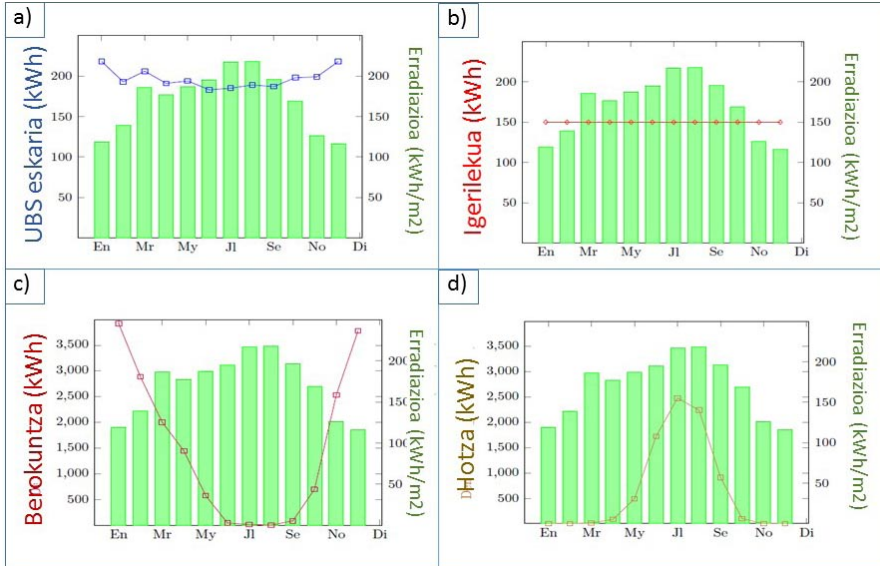 a)
UBS eskaria (kWh)
200
150
100
50
200
150
100
50
Erradiazioa (kWh/m2)
En Mr My Jl Se No Di
b)
Igerilekua (kWh)
200
150
100
50
200
150
100
50
Erradiazioa (kWh/m2)
En Mr My Jl Se No Di
c)
Berokuntza (kWh)
3,500
3,000
2,500
2,000
1,500
1,000
500
200
150
100
50
Erradiazioa (kWh/m2)
En Mr My Jl Se No Di
d)
Hotza (kWh)
3,500
3,000
2,500
2,000
1,500
1,000
500
200
150
100
50
Erradiazioa (kWh/m2)
En Mr My Jl Se No Di